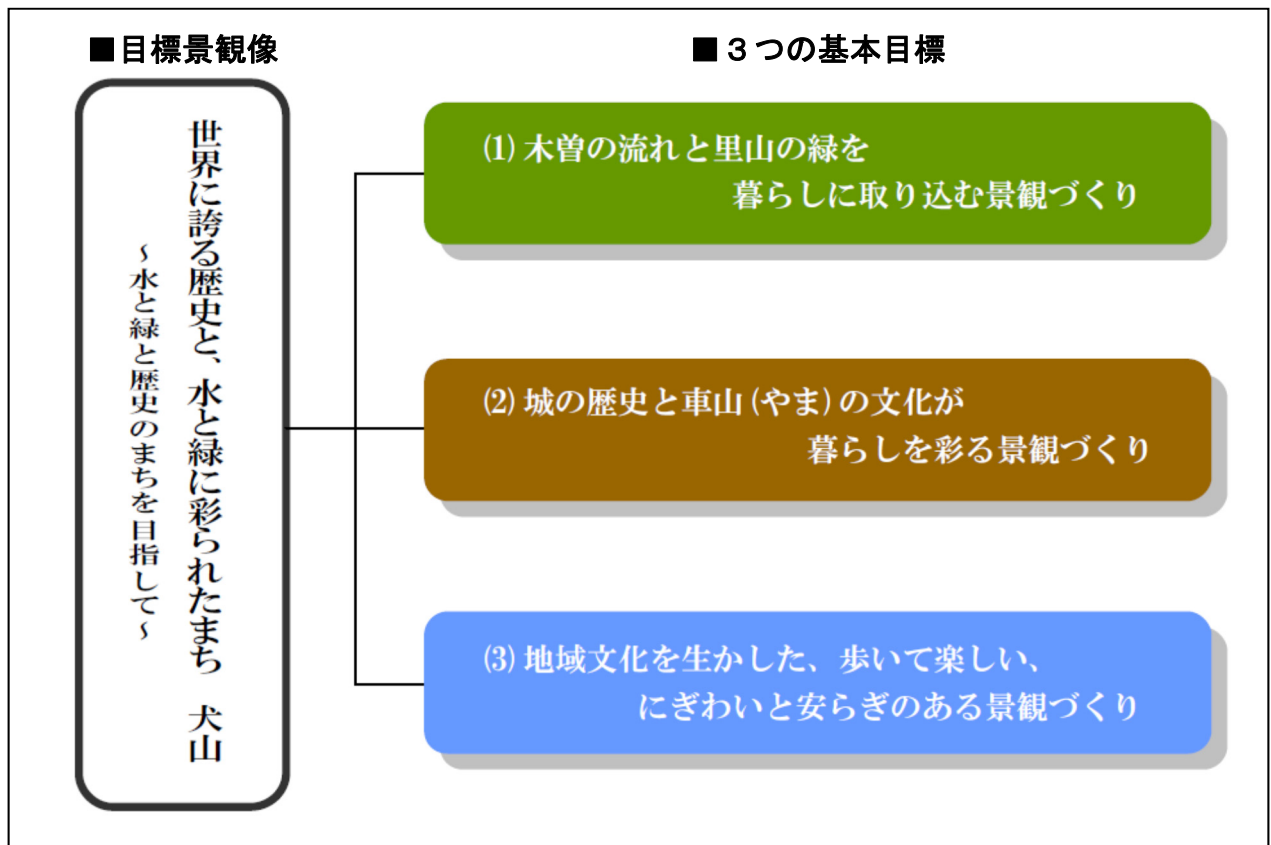 ■目標景観像
世界に誇る歴史と、水と緑に彩られたまち　犬山
～水と緑と歴史のまちを目指して～
■３つの基本目標
⑴ 木曽の流れと里山の緑を
暮らしに取り込む景観づくり
⑵ 城の歴史と車山(やま)の文化が
暮らしを彩る景観づくり
⑶ 地域文化を生かした、歩いて楽しい、
にぎわいと安らぎのある景観づくり